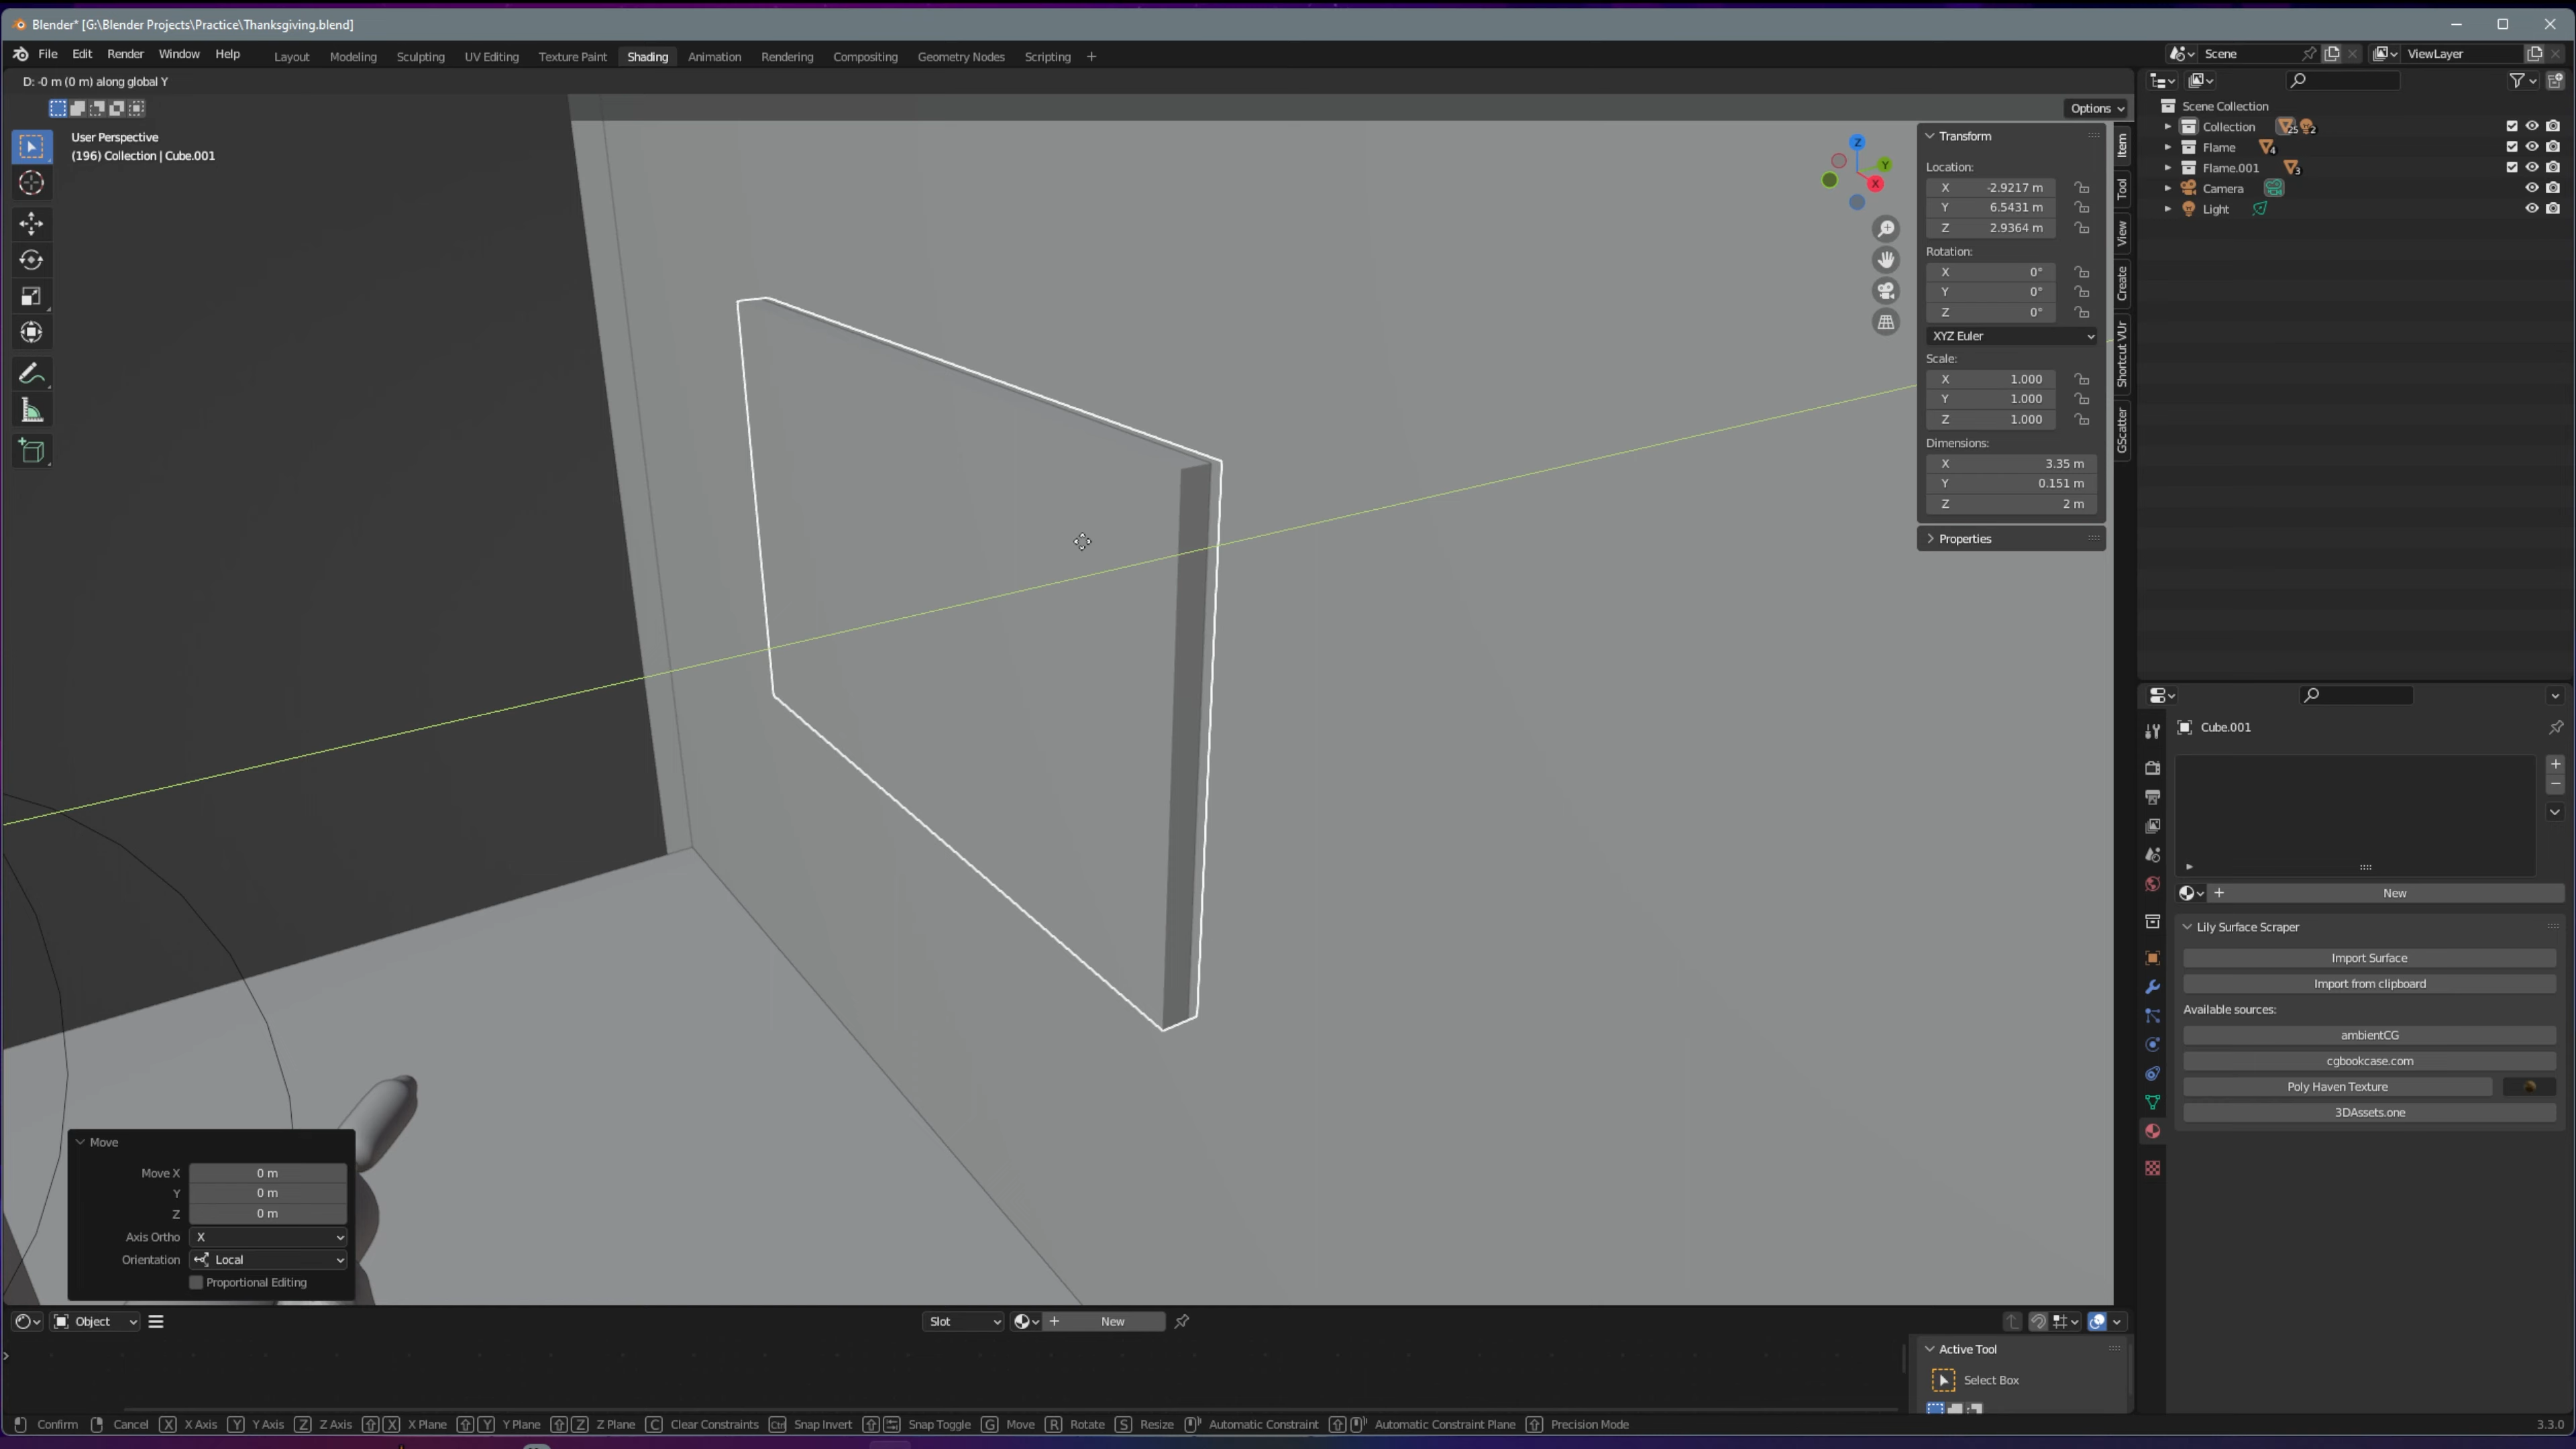 Blender* [G:\Blender Projects\Practice\Thanksgiving.blend]
File Edit Render Window Help Layout Modeling Sculpting UV Editing Texture Paint Shading Animation Rendering Compositing Geometry Nodes Scripting + Scene ViewLayer
D: -0 m (0 m) along global Y
Options
User Perspective
(196) Collection | Cube.001
Z
Y
X
Transform
Location:
X -2.9217 m
Y 6.5431 m
Z 2.9364 m
Rotation:
X 0°
Y 0°
Z 0°
XYZ Euler
Scale:
X 1.000
Y 1.000
Z 1.000
Dimensions:
X 3.35 m
Y 0.151 m
Z 2 m
Properties
Item
Tool
View
Create
Shortcut VUr
GScatter
Scene Collection
Collection 25 2
Flame 4
Flame.001 3
Camera
Light
Cube.001
+ New
Lily Surface Scraper
Import Surface
Import from clipboard
Available sources:
ambientCG
cgbookcase.com
Poly Haven Texture
3DAssets.one
Move
Move X 0 m
Y 0 m
Z 0 m
Axis Ortho X
Orientation Local
Proportional Editing
Object Slot + New
Active Tool
Select Box
Confirm Cancel X X Axis Y Y Axis Z Z Axis X X Plane Y Y Plane Z Z Plane C Clear Constraints Ctrl Snap Invert Snap Toggle G Move R Rotate S Resize Automatic Constraint Automatic Constraint Plane Precision Mode 3.3.0